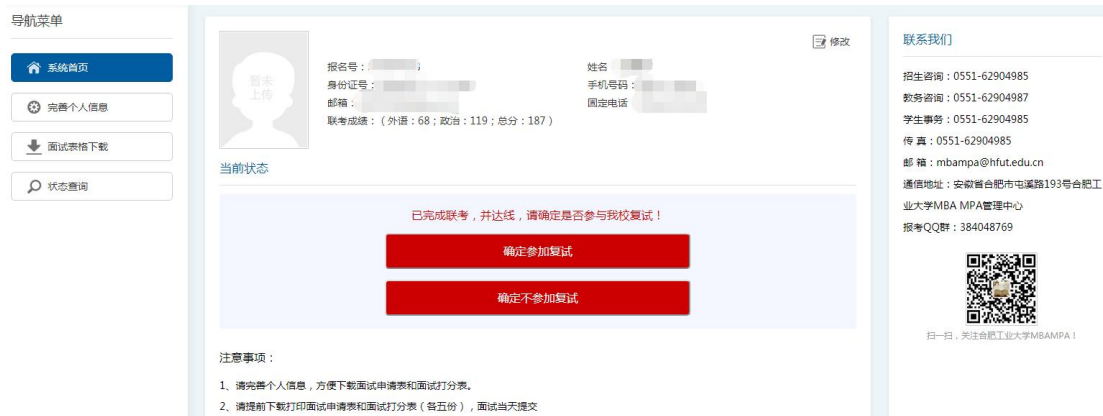 导航菜单
系统首页
完善个人信息
面试表格下载
状态查询
暂未
上传
修改
报名号：
姓名
身份证号：
手机号码：
邮箱：
固定电话
联考成绩：（外语：68；政治：119；总分：187）
当前状态
已完成联考，并达线，请确定是否参与我校复试！
确定参加复试
确定不参加复试
注意事项：
1、请完善个人信息，方便下载面试申请表和面试打分表。
2、请提前下载打印面试申请表和面试打分表（各五份），面试当天提交
联系我们
招生咨询：0551-62904985
教务咨询：0551-62904987
学生事务：0551-62904985
传 真：0551-62904985
邮 箱：mbampa@hfut.edu.cn
通信地址：安徽省合肥市屯溪路193号合肥工
业大学MBA MPA管理中心
报考QQ群：384048769
扫一扫，关注合肥工业大学MBAMPA！